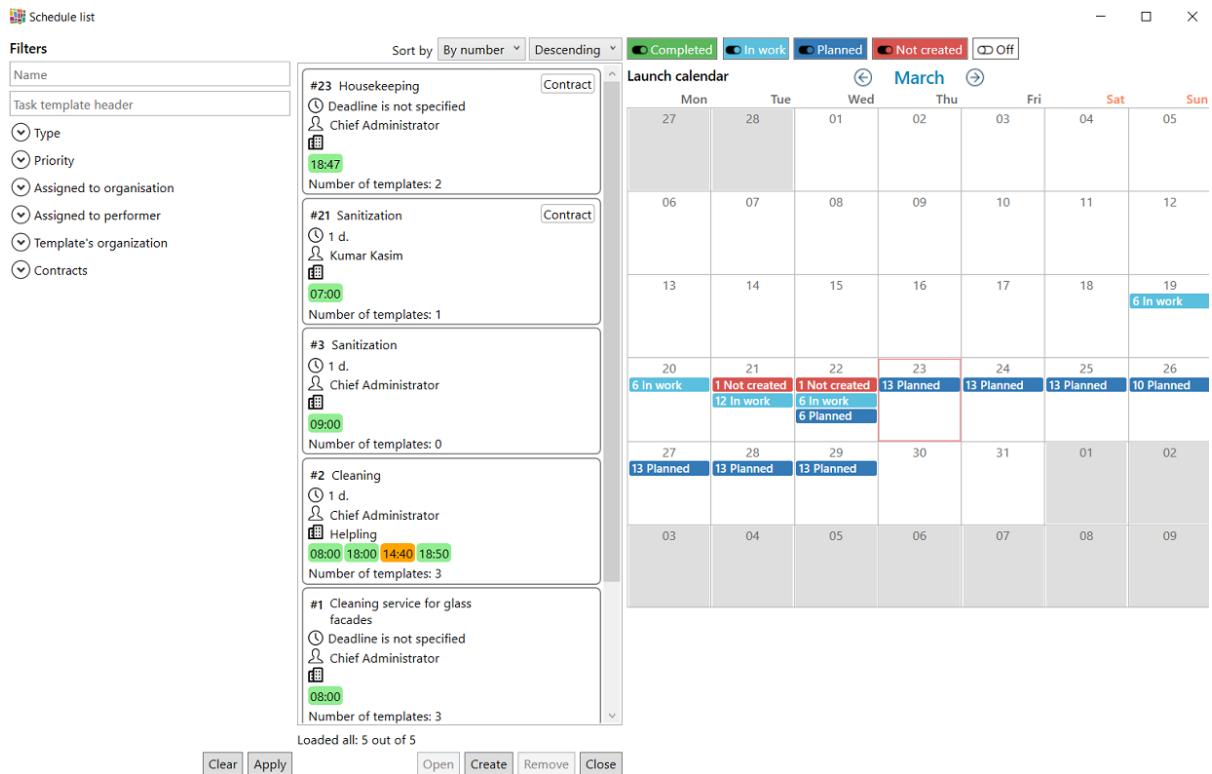 Schedule list
Filters
Name
Task template header
Type
Priority
Assigned to organisation
Assigned to performer
Template's organization
Contracts
Clear Apply
Sort by By number Descending
#23 Housekeeping Contract
Deadline is not specified
Chief Administrator
18:47
Number of templates: 2
#21 Sanitization Contract
1 d.
Kumar Kasim
07:00
Number of templates: 1
#3 Sanitization
1 d.
Chief Administrator
09:00
Number of templates: 0
#2 Cleaning
1 d.
Chief Administrator
Helpling
08:00 18:00 14:40 18:50
Number of templates: 3
#1 Cleaning service for glass
facades
Deadline is not specified
Chief Administrator
08:00
Number of templates: 3
Loaded all: 5 out of 5
Open Create Remove Close
Completed In work Planned Not created Off
Launch calendar March
Mon Tue Wed Thu Fri Sat Sun
27 28 01 02 03 04 05
06 07 08 09 10 11 12
13 14 15 16 17 18 19
6 In work
20 21 22 23 24 25 26
6 In work 1 Not created 1 Not created 13 Planned 13 Planned 13 Planned 10 Planned
12 In work 6 In work
6 Planned
27 28 29 30 31 01 02
13 Planned 13 Planned 13 Planned
03 04 05 06 07 08 09